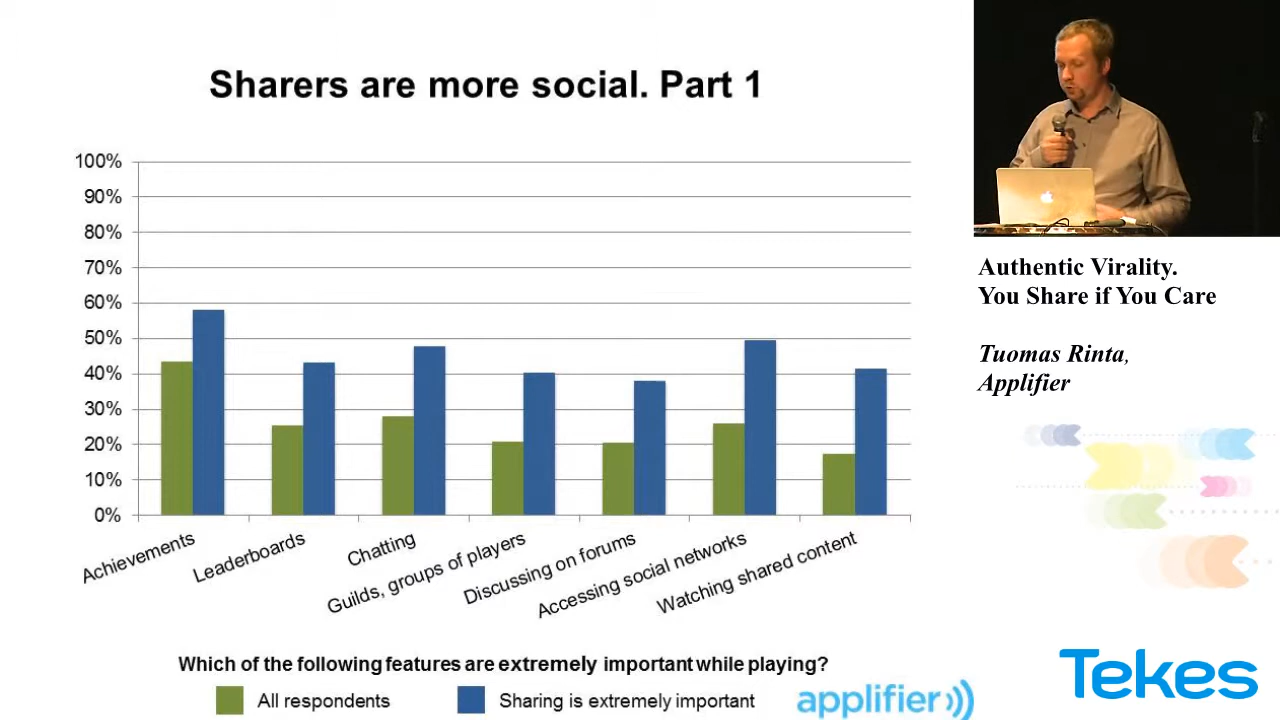 Sharers are more social. Part 1
100%
90%
80%
70%
60%
50%
40%
30%
20%
10%
0%
Achievements
Leaderboards
Chatting
Guilds, groups of players
Discussing on forums
Accessing social networks
Watching shared content
Which of the following features are extremely important while playing?
All respondents
Sharing is extremely important
applifier
Authentic Virality.
You Share if You Care
Tuomas Rinta,
Applifier
Tekes